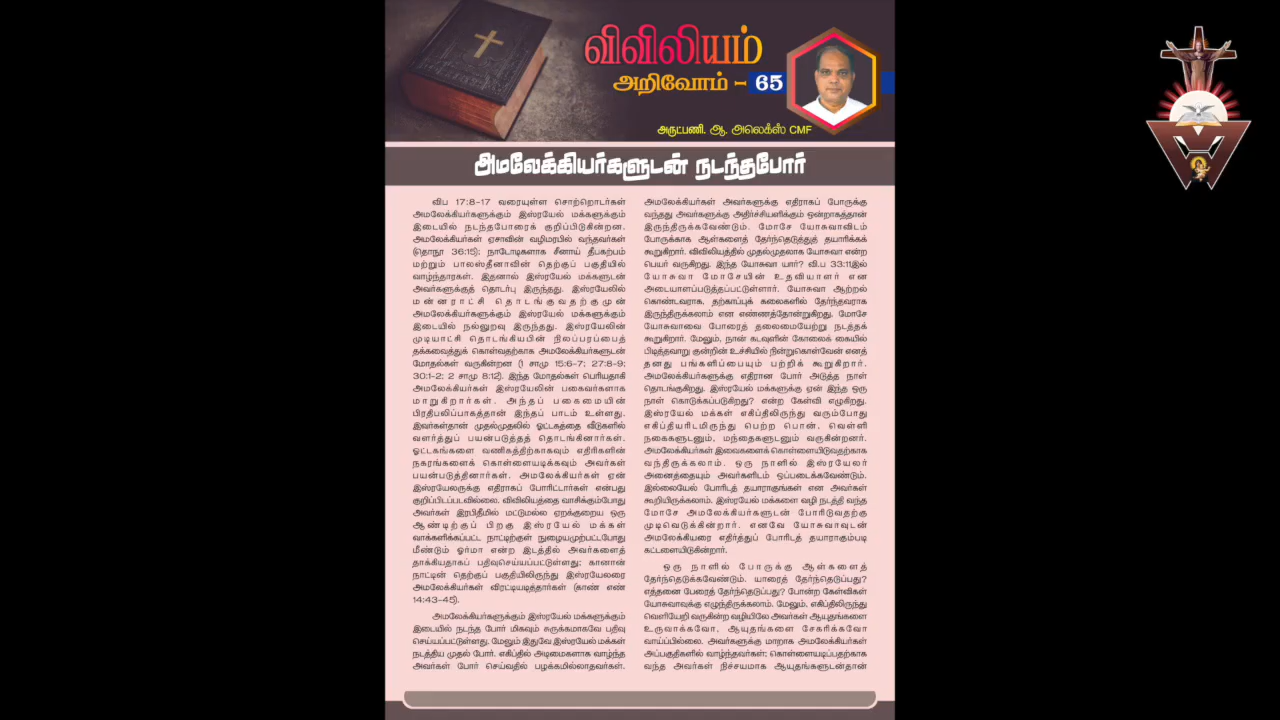 விவிலியம்
அறிவோம் - 65
அருட்பணி. ஆ. அலெக்ஸ் CMF
அமலேக்கியர்களுடன் நடந்தபோர்
விப 17:8-17 வரையுள்ள சொற்றொடர்கள்
அமலேக்கியர்களுக்கும் இஸ்ரயேல் மக்களுக்கும்
இடையில் நடந்தபோரைக் குறிப்பிடுகின்றன.
அமலேக்கியர்கள் ஏசாவின் வழிமரபில் வந்தவர்கள்
(தொநூ 36:15); நாடோடிகளாக சீனாய் தீபகற்பம்
மற்றும் பாலஸ்தீனாவின் தெற்குப் பகுதியில்
வாழ்ந்தார்கள். இதனால் இஸ்ரயேல் மக்களுடன்
அவர்களுக்குத் தொடர்பு இருந்தது. இஸ்ரயேலில்
மன்னராட்சி தொடங்குவதற்குமுன்
அமலேக்கியர்களுக்கும் இஸ்ரயேல் மக்களுக்கும்
இடையில் நல்லுறவு இருந்தது. இஸ்ரயேலின்
முடியாட்சி தொடங்கியபின் நிலப்பரப்பைத்
தக்கவைத்துக் கொள்வதற்காக அமலேக்கியர்களுடன்
மோதல்கள் வருகின்றன (1 சாமு 15:6-7; 27:8-9;
30:1-2; 2 சாமு 8:12). இந்த மோதல்கள் பெரியதாகி
அமலேக்கியர்கள் இஸ்ரயேலின் பகைவர்களாக
மாறுகிறார்கள். அந்தப் பகைமையின்
பிரதிபலிப்பாகத்தான் இந்தப் பாடம் உள்ளது.
இவர்கள்தான் முதல்முதலில் ஓட்டகத்தை வீடுகளில்
வளர்த்துப் பயன்படுத்தத் தொடங்கினார்கள்.
ஓட்டகங்களை வணிகத்திற்காகவும் எதிரிகளின்
நகரங்களைக் கொள்ளையடிக்கவும் அவர்கள்
பயன்படுத்தினார்கள். அமலேக்கியர்கள் ஏன்
இஸ்ரயேலருக்கு எதிராகப் போரிட்டார்கள் என்பது
குறிப்பிடப்படவில்லை. விவிலியத்தை வாசிக்கும்போது
அவர்கள் இரபிதீமில் மட்டுமல்ல ஏறக்குறைய ஒரு
ஆண்டிற்குப் பிறகு இஸ்ரயேல் மக்கள்
வாக்களிக்கப்பட்ட நாட்டிற்குள் நுழையமுற்பட்டபோது
மீண்டும் ஓர்மா என்ற இடத்தில் அவர்களைத்
தாக்கியதாகப் பதிவுசெய்யப்பட்டுள்ளது; கானான்
நாட்டின் தெற்குப் பகுதியிலிருந்து இஸ்ரயேலரை
அமலேக்கியர்கள் விரட்டியடித்தார்கள் (காண் எண்
14:43-45).
அமலேக்கியர்களுக்கும் இஸ்ரயேல் மக்களுக்கும்
இடையில் நடந்த போர் மிகவும் சுருக்கமாகவே பதிவு
செய்யப்பட்டுள்ளது. மேலும் இதுவே இஸ்ரயேல் மக்கள்
நடத்திய முதல் போர். எகிப்தில் அடிமைகளாக வாழ்ந்த
அவர்கள் போர் செய்வதில் பழக்கமில்லாதவர்கள்.
அமலேக்கியர்கள் அவர்களுக்கு எதிராகப் போருக்கு
வந்தது அவர்களுக்கு அதிர்ச்சியளிக்கும் ஒன்றாகத்தான்
இருந்திருக்கவேண்டும். மோசே யோசுவாவிடம்
போருக்காக ஆள்களைத் தேர்ந்தெடுத்துத் தயாரிக்கக்
கூறுகிறார். விவிலியத்தில் முதல்முதலாக யோசுவா என்ற
பெயர் வருகிறது. இந்த யோசுவா யார்? வி.ப 33:11இல்
யோசுவா மோசேயின் உதவியாளர் என
அடையாளப்படுத்தப்பட்டுள்ளார். யோசுவா ஆற்றல்
கொண்டவராக, தற்காப்புக் கலைகளில் தேர்ந்தவராக
இருந்திருக்கலாம் என எண்ணத்தோன்றுகிறது. மோசே
யோசுவாவை போரைத் தலைமையேற்று நடத்தக்
கூறுகிறார். மேலும், நான் கடவுளின் கோலைக் கையில்
பிடித்தவாறு குன்றின் உச்சியில் நின்றுகொள்வேன் எனத்
தனது பங்களிப்பையும் பற்றிக் கூறுகிறார்.
அமலேக்கியர்களுக்கு எதிரான போர் அடுத்த நாள்
தொடங்குகிறது. இஸ்ரயேல் மக்களுக்கு ஏன் இந்த ஒரு
நாள் கொடுக்கப்படுகிறது? என்ற கேள்வி எழுகிறது.
இஸ்ரயேல் மக்கள் எகிப்திலிருந்து வரும்போது
எகிப்தியரிடமிருந்து பெற்ற பொன், வெள்ளி
நகைகளுடனும், மந்தைகளுடனும் வருகின்றனர்.
அமலேக்கியர்கள் இவைகளைக் கொள்ளையிடுவதற்காக
வந்திருக்கலாம். ஒரு நாளில் இஸ்ரயேலர்
அனைத்தையும் அவர்களிடம் ஒப்படைக்கவேண்டும்.
இல்லையேல் போரிடத் தயாராகுங்கள் என அவர்கள்
கூறியிருக்கலாம். இஸ்ரயேல் மக்களை வழி நடத்தி வந்த
மோசே அமலேக்கியர்களுடன் போரிடுவதற்கு
முடிவெடுக்கின்றார். எனவே யோசுவாவுடன்
அமலேக்கியரை எதிர்த்துப் போரிடத் தயாராகும்படி
கட்டளையிடுகின்றார்.
ஒரு நாளில் போருக்கு ஆள்களைத்
தேர்ந்தெடுக்கவேண்டும். யாரைத் தேர்ந்தெடுப்பது?
எத்தனை பேரைத் தேர்ந்தெடுப்பது? போன்ற கேள்விகள்
யோசுவாவுக்கு எழுந்திருக்கலாம். மேலும், எகிப்திலிருந்து
வெளியேறி வருகின்ற வழியிலே அவர்கள் ஆயுதங்களை
உருவாக்கவோ, ஆயுதங்களை சேகரிக்கவோ
வாய்ப்பில்லை. அவர்களுக்கு மாறாக அமலேக்கியர்கள்
அப்பகுதிகளில் வாழ்ந்தவர்கள்; கொள்ளையடிப்பதற்காக
வந்த அவர்கள் நிச்சயமாக ஆயுதங்களுடன்தான்